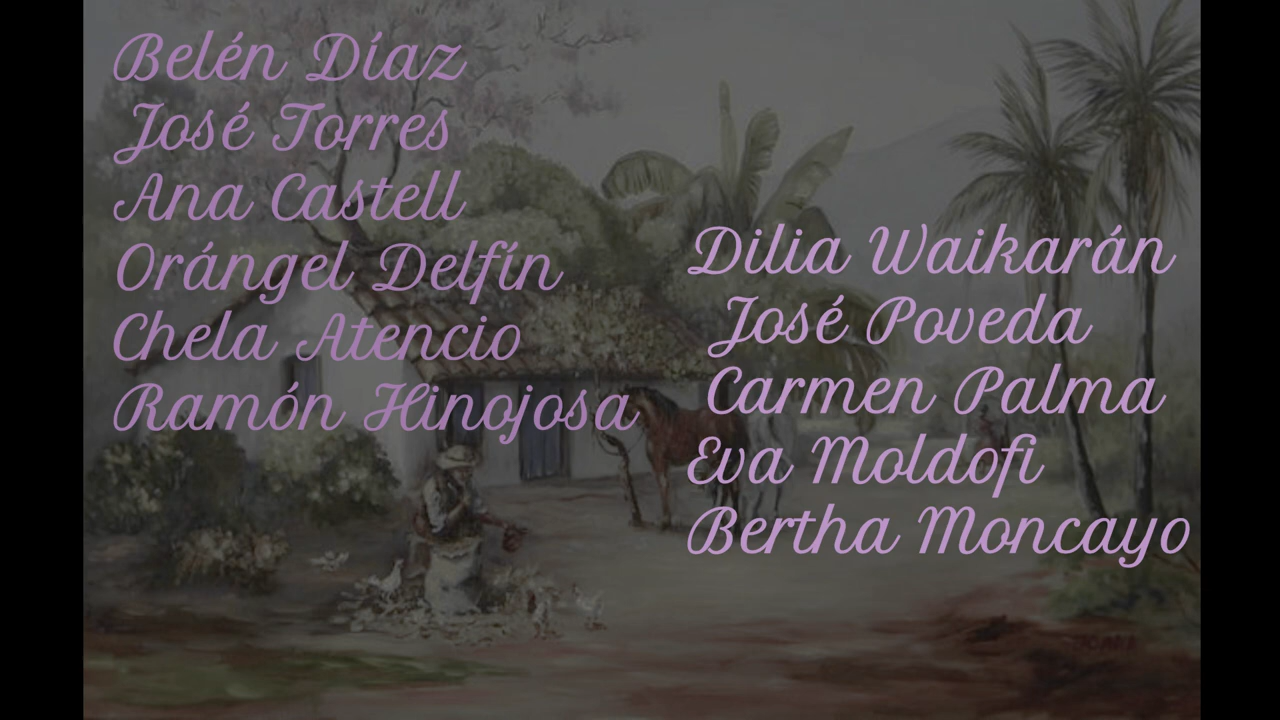 Belén Díaz
José Torres
Ana Castell
Orángel Delfín
Chela Atencio
Ramón Hinojosa
Dilia Waikarán
José Poveda
Carmen Palma
Eva Moldofi
Bertha Moncayo